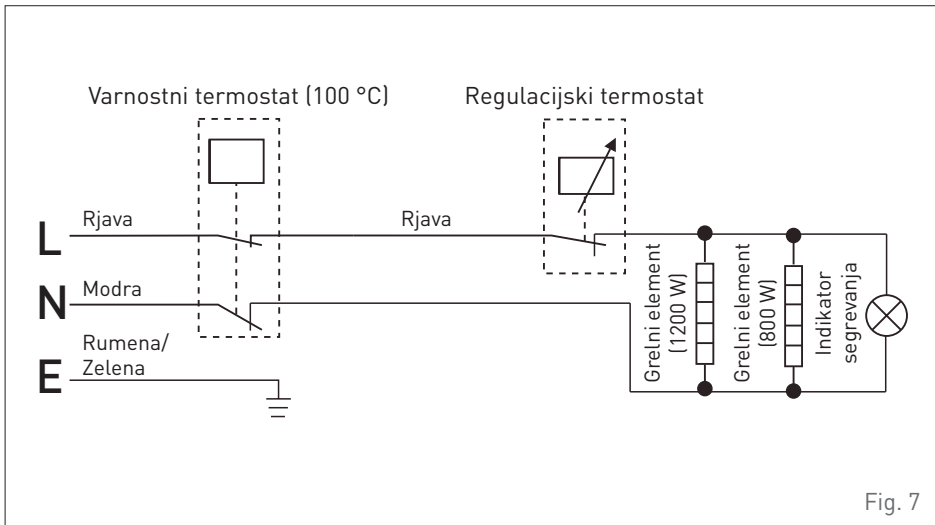 Varnostni termostat (100 °C)
Regulacijski termostat
L
Rjava
Rjava
N
Modra
E
Rumena/
Zelena
Grelni element
(1200 W)
Grelni element
(800 W)
Indikator
segrevanja
Fig. 7